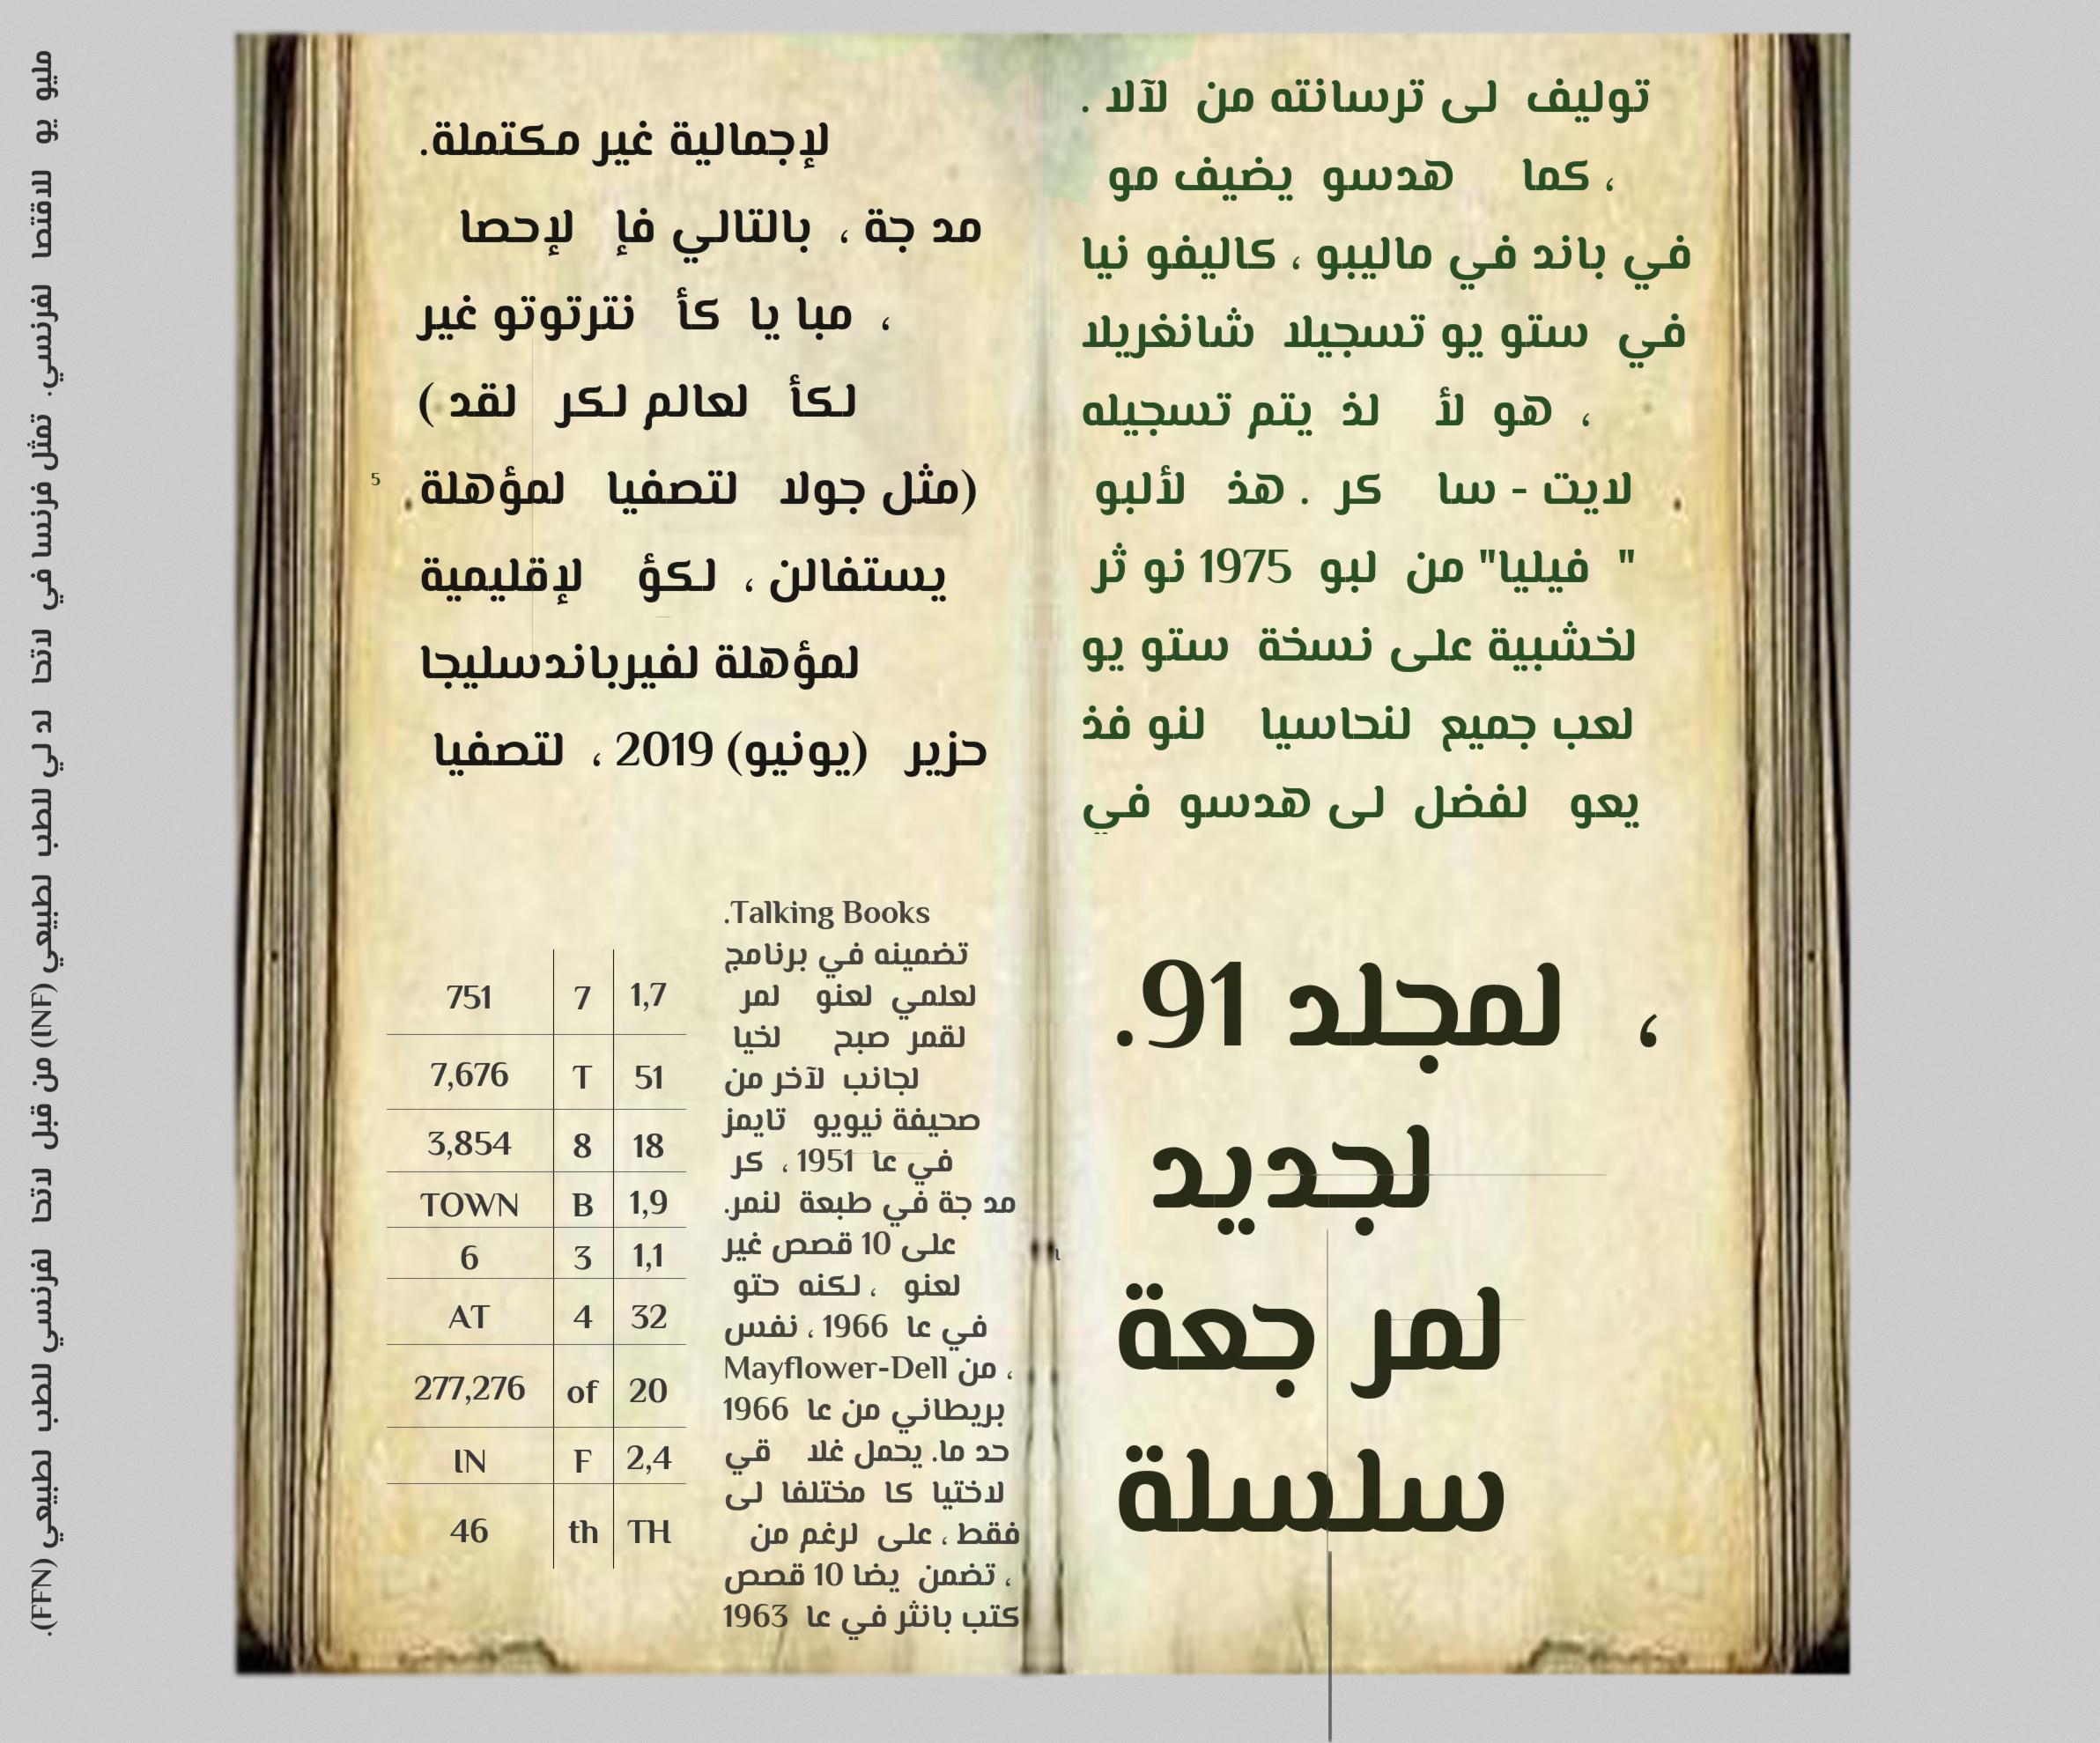 توليف لى ترسانته من لآلا .
، كما هدسو يضيف مو
في باند في ماليبو ، كاليفو نيا
في ستو يو تسجيلا شانغريلا
، هو لأ لذ يتم تسجيله
لايت - سا كر . هذ لألبو
" فيليبا" من لبو 1975 نو ثر
لخشبية على نسخة ستو يو
لعب جميع لنحاسيا لنو فذ
يعو لفضل لى هدسو في
، لمجلد 91.
لجديد
لمر جعة
سلسلة
لإجمالية غير مكتملة.
مد جة ، بالتالي فإ لإحصا
، مبا يا كأ نترتوتو غير
لكأ لعالم لكر لقد )
(مثل جولا لتصفيا لمؤهلة
يستفالن ، لكؤ لإقليمية
لمؤهلة لفيرباندسليجا
حزير (يونيو) 2019 ، لتصفيا
5
.Talking Books
تضمينه في برنامج
لعلمي لعنو لمر
لقمر صبح لخيا
لجانب لآخر من
صحيفة نيويو تايمز
في عا 1951 ، كر
مد جة في طبعة لنمر.
على 10 قصص غير
لعنو ، لكنه حتو
في عا 1966 ، نفس
، من Mayflower-Dell
بريطاني من عا 1966
حد ما. يحمل غلا قي
لاختيا كا مختلفا لى
فقط ، على لرغم من
، تضمن يضا 10 قصص
كتب بانثر في عا 1963
751 7 1,7
7,676 T 51
3,854 8 18
TOWN B 1,9
6 3 1,1
AT 4 32
277,276 of 20
IN F 2,4
46 th TH
مليو يو للاقتصا لفرنسي. تمثل فرنسا في لاتحا لد لي للطب لطبيعي (INF) من قبل لاتحا لفرنسي للطب لطبيعي (FFN).